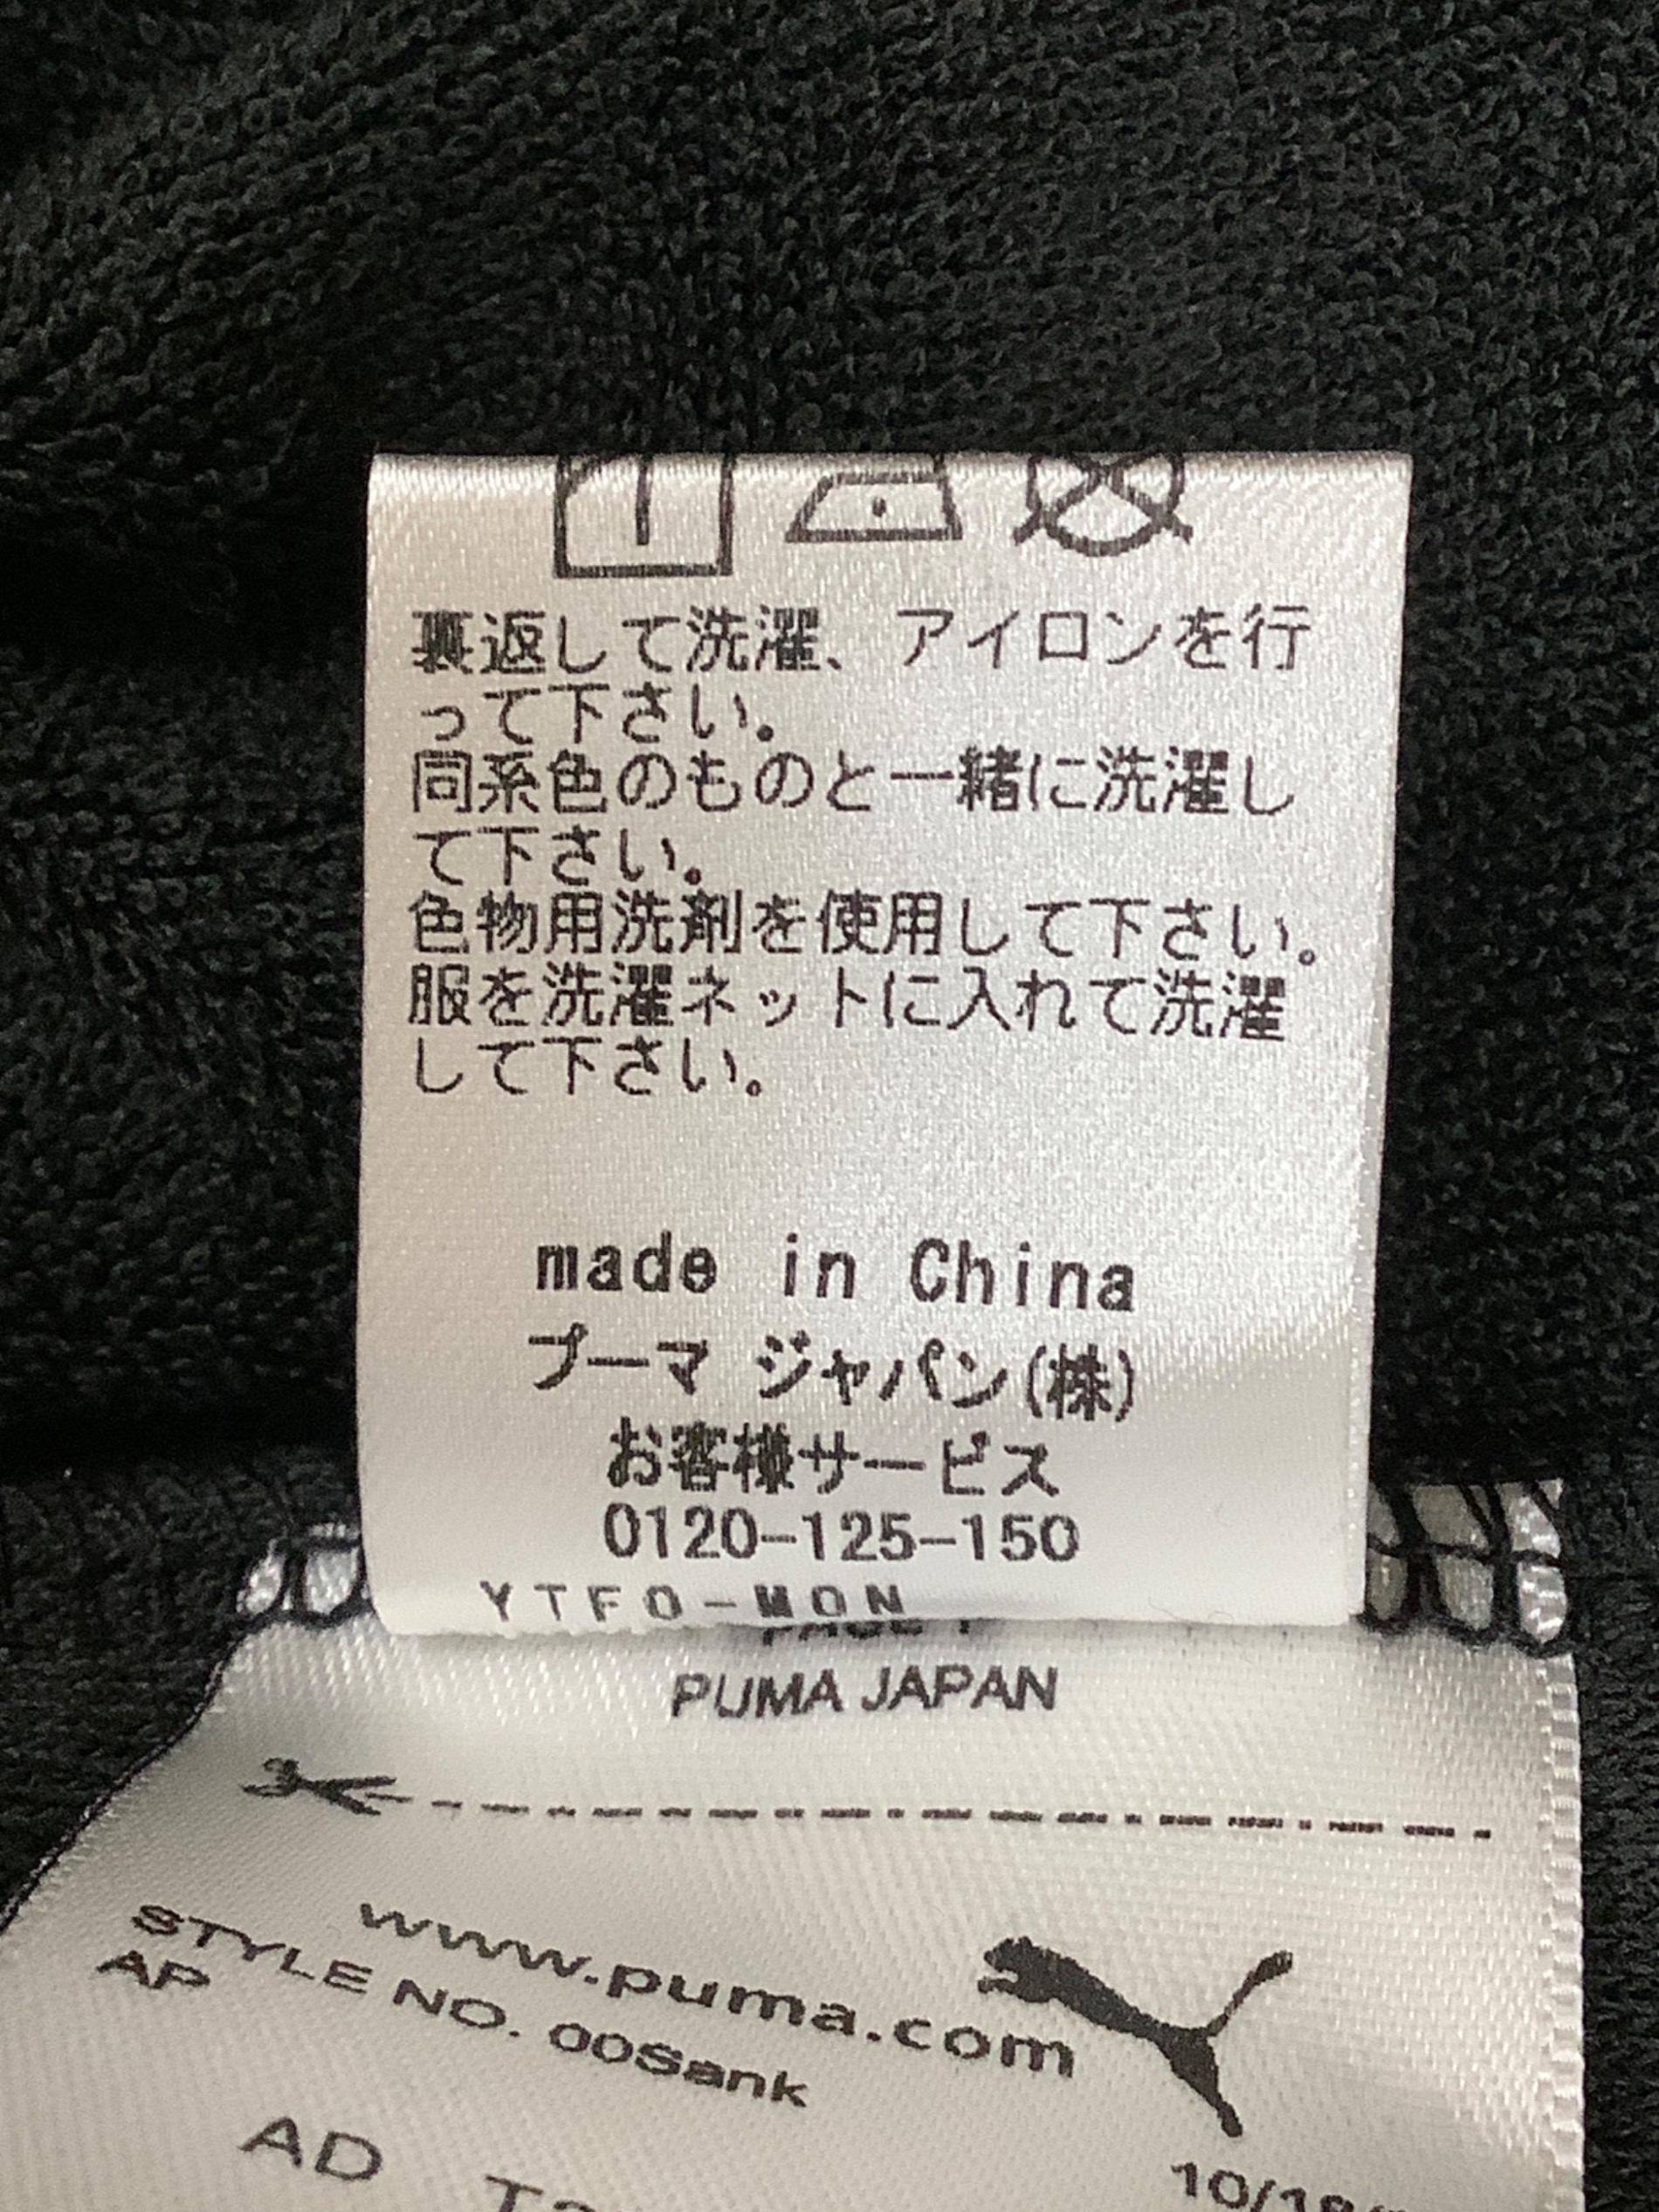 裏返して洗濯、アイロンを行
って下さい。
同系色のものと一緒に洗濯し
て下さい。
色物用洗剤を使用して下さい。
服を洗濯ネットに入れて洗濯
して下さい。
made in China
プーマ ジャパン(株)
お客様サービス
0120-125-150
YTFO-MON
PUMA JAPAN
www.puma.com
STYLE NO. 00Sank
AP
AD
10/18